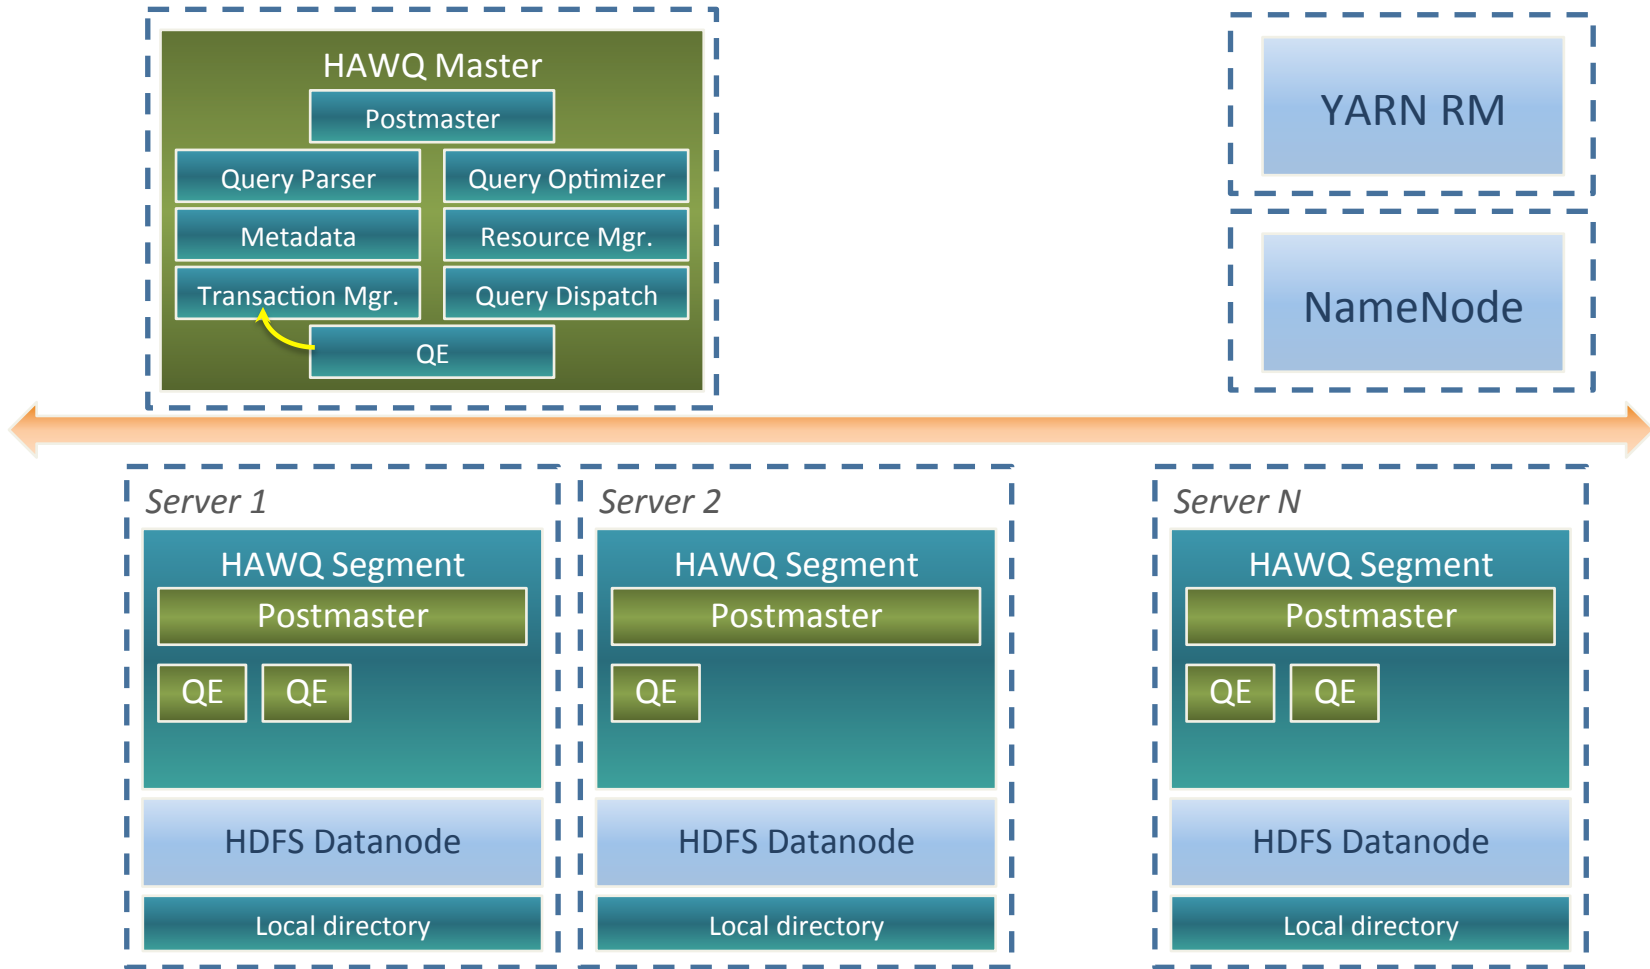 HAWQ Master
Postmaster
Query Parser
Query Optimizer
Metadata
Resource Mgr.
Transaction Mgr.
Query Dispatch
QE
YARN RM
NameNode
Server 1
HAWQ Segment
Postmaster
QE
QE
HDFS Datanode
Local directory
Server 2
HAWQ Segment
Postmaster
QE
HDFS Datanode
Local directory
Server N
HAWQ Segment
Postmaster
QE
QE
HDFS Datanode
Local directory